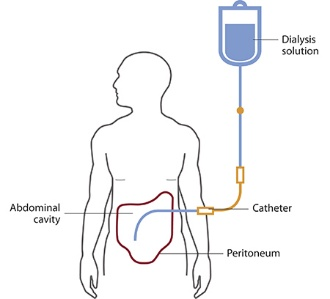 Dialysis
solution
Abdominal
cavity
Catheter
Peritoneum